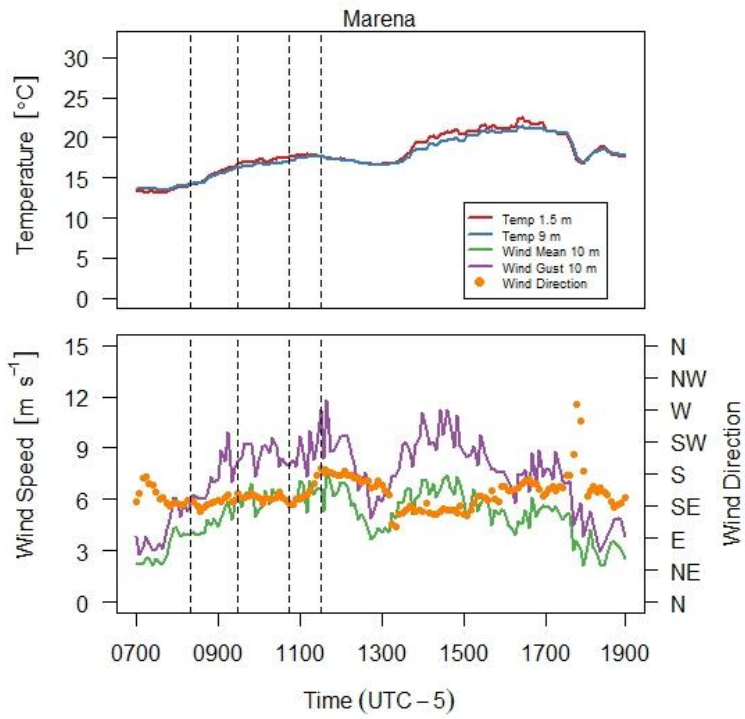 Marena
Temperature [°C]
30
25
20
15
10
5
0
Temp 1.5 m
Temp 9 m
Wind Mean 10 m
Wind Gust 10 m
Wind Direction
Wind Speed [m s⁻¹]
15
12
9
6
3
0
N
NW
W
SW
S
SE
E
NE
N
Wind Direction
0700 0900 1100 1300 1500 1700 1900
Time (UTC − 5)